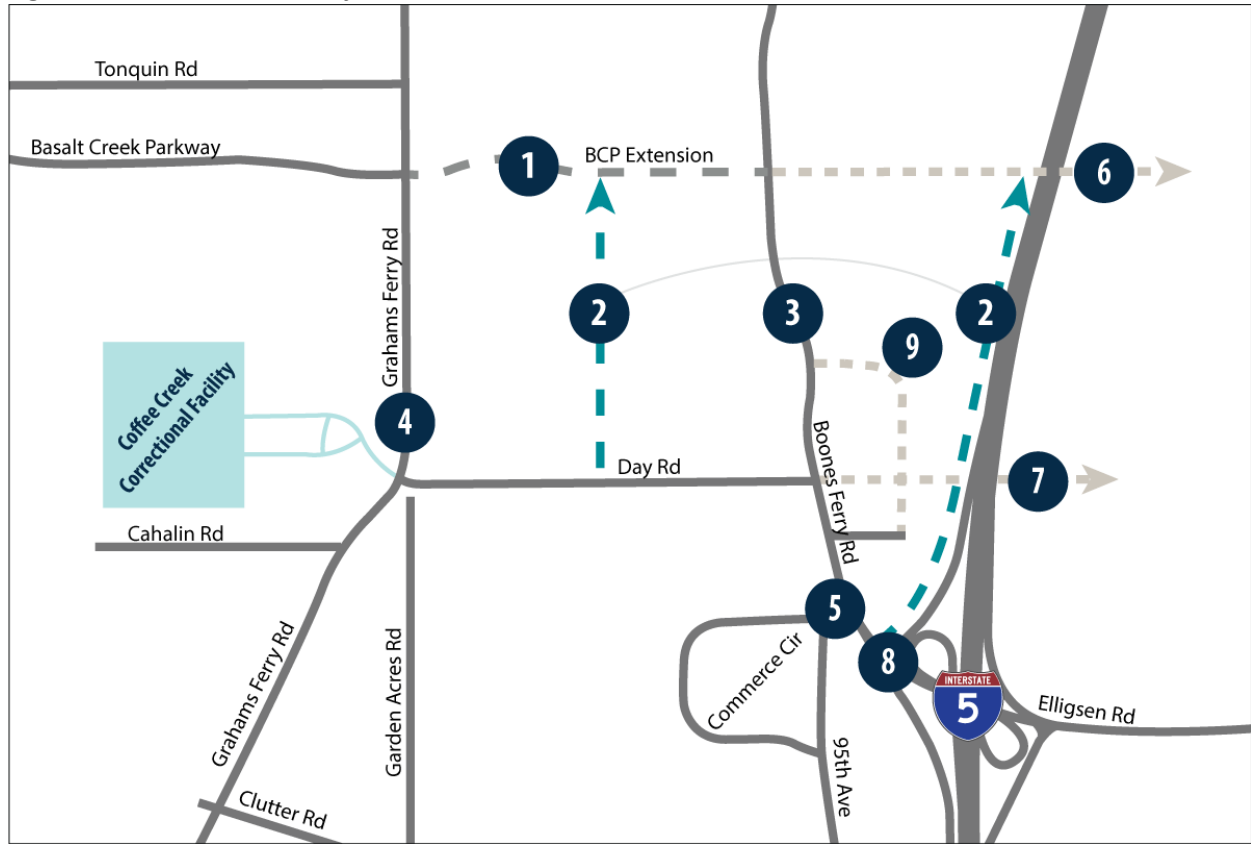 Tonquin Rd
Basalt Creek Parkway
1
BCP Extension
6
Grahams Ferry Rd
2
3
2
9
Coffee Creek
Correctional Facility
4
Boones Ferry Rd
Day Rd
7
Cahalin Rd
5
Commerce Cir
8
INTERSTATE
5
Elligsen Rd
Grahams Ferry Rd
Garden Acres Rd
95th Ave
Clutter Rd